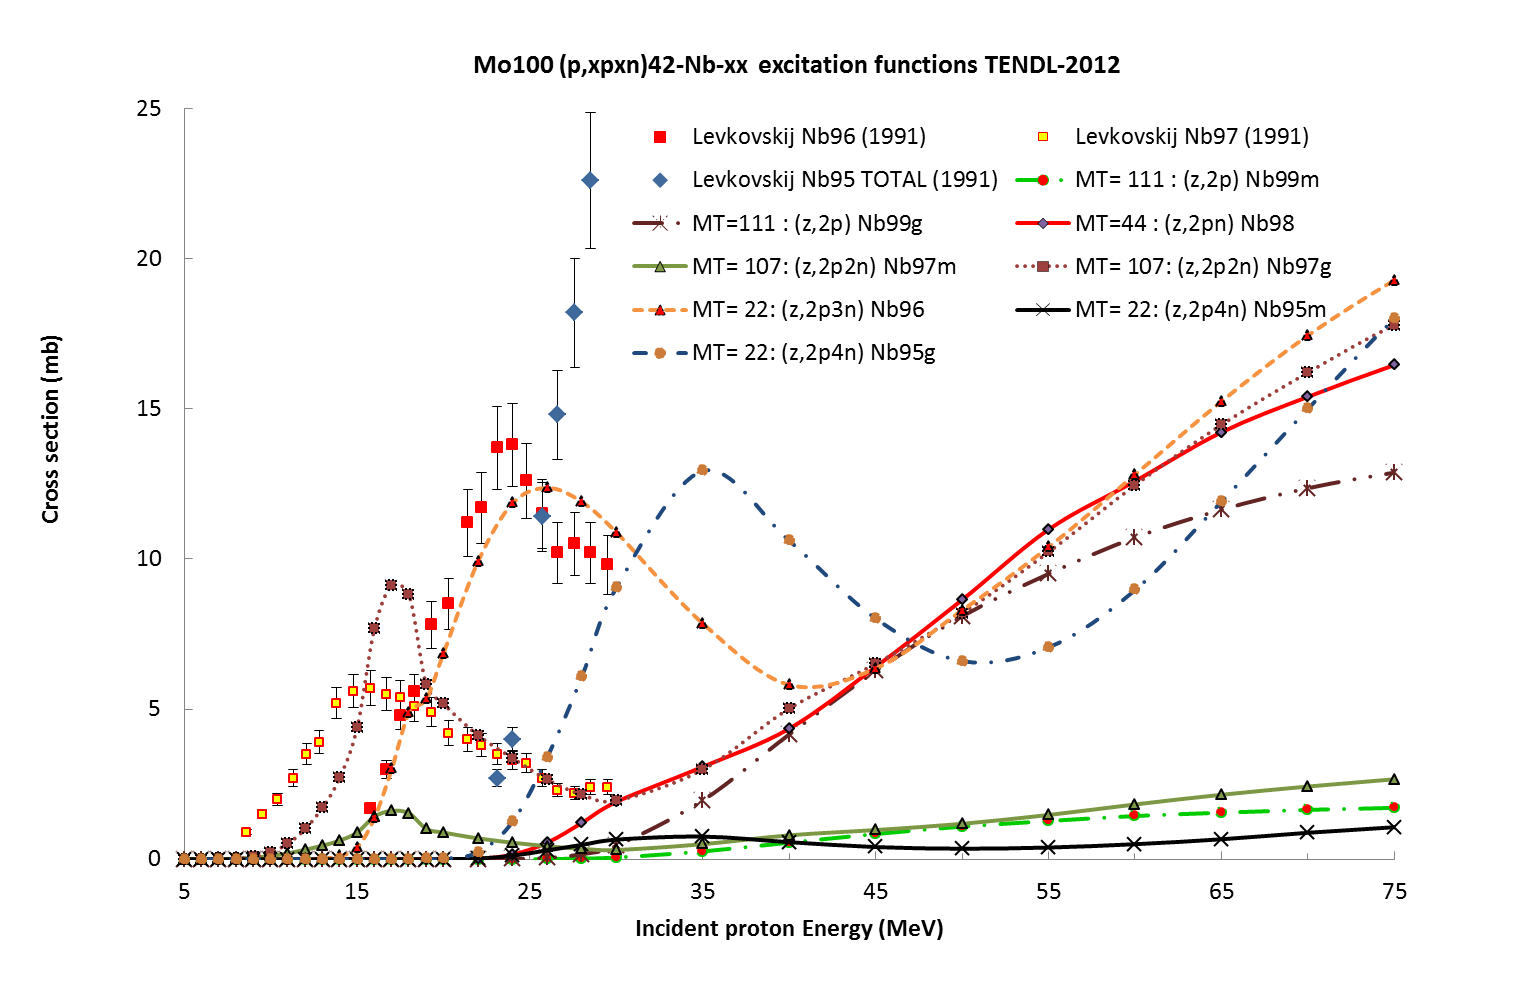 Mo100 (p,xpxn)42-Nb-xx excitation functions TENDL-2012
25
20
15
10
5
0
Cross section (mb)
Levkovskij Nb96 (1991)
Levkovskij Nb97 (1991)
Levkovskij Nb95 TOTAL (1991)
MT= 111 : (z,2p) Nb99m
MT=111 : (z,2p) Nb99g
MT=44 : (z,2pn) Nb98
MT= 107: (z,2p2n) Nb97m
MT= 107: (z,2p2n) Nb97g
MT= 22: (z,2p3n) Nb96
MT= 22: (z,2p4n) Nb95m
MT= 22: (z,2p4n) Nb95g
5 15 25 35 45 55 65 75
Incident proton Energy (MeV)